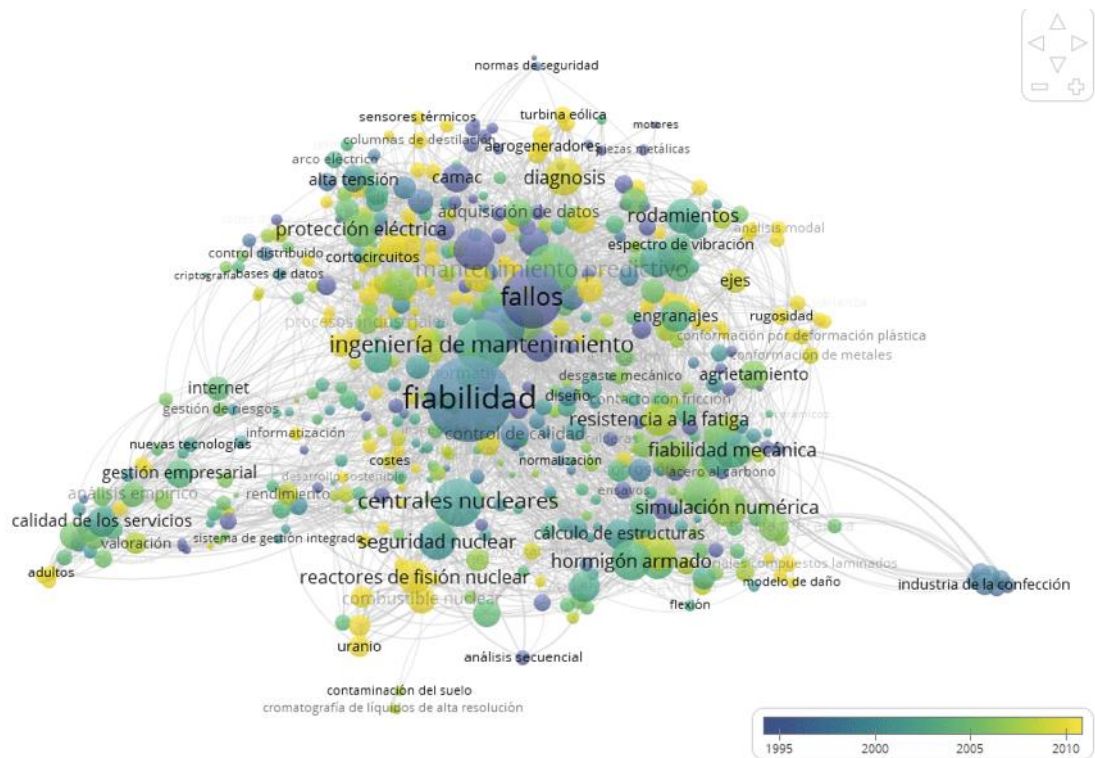 normas de seguridad
sensores térmicos
turbina eólica
motores
columnas de destilación
aerogeneradores
piezas metálicas
arco eléctrico
alta tensión
camac
diagnosis
adquisición de datos
rodamientos
análisis modal
protección eléctrica
espectro de vibración
control distribuido
cortocircuitos
mantenimiento predictivo
criptografía
bases de datos
ejes
fallos
procesos industriales
engranajes
rugosidad
conformación por deformación plástica
ingeniería de mantenimiento
conformación de metales
desgaste mecánico
agrietamiento
internet
fiabilidad
diseño
contacto con fricción
gestión de riesgos
resistencia a la fatiga
informatización
control de calidad
nuevas tecnologías
fiabilidad mecánica
costes
normalización
gestión empresarial
acero al carbono
desarrollo sostenible
análisis empírico
rendimiento
centrales nucleares
ensayos
simulación numérica
calidad de los servicios
valoración
sistema de gestión integrado
seguridad nuclear
cálculo de estructuras
hormigón armado
compuestos laminados
adultos
reactores de fisión nuclear
modelo de daño
industria de la confección
combustible nuclear
flexión
uranio
análisis secuencial
contaminación del suelo
cromatografía de líquidos de alta resolución
1995
2000
2005
2010